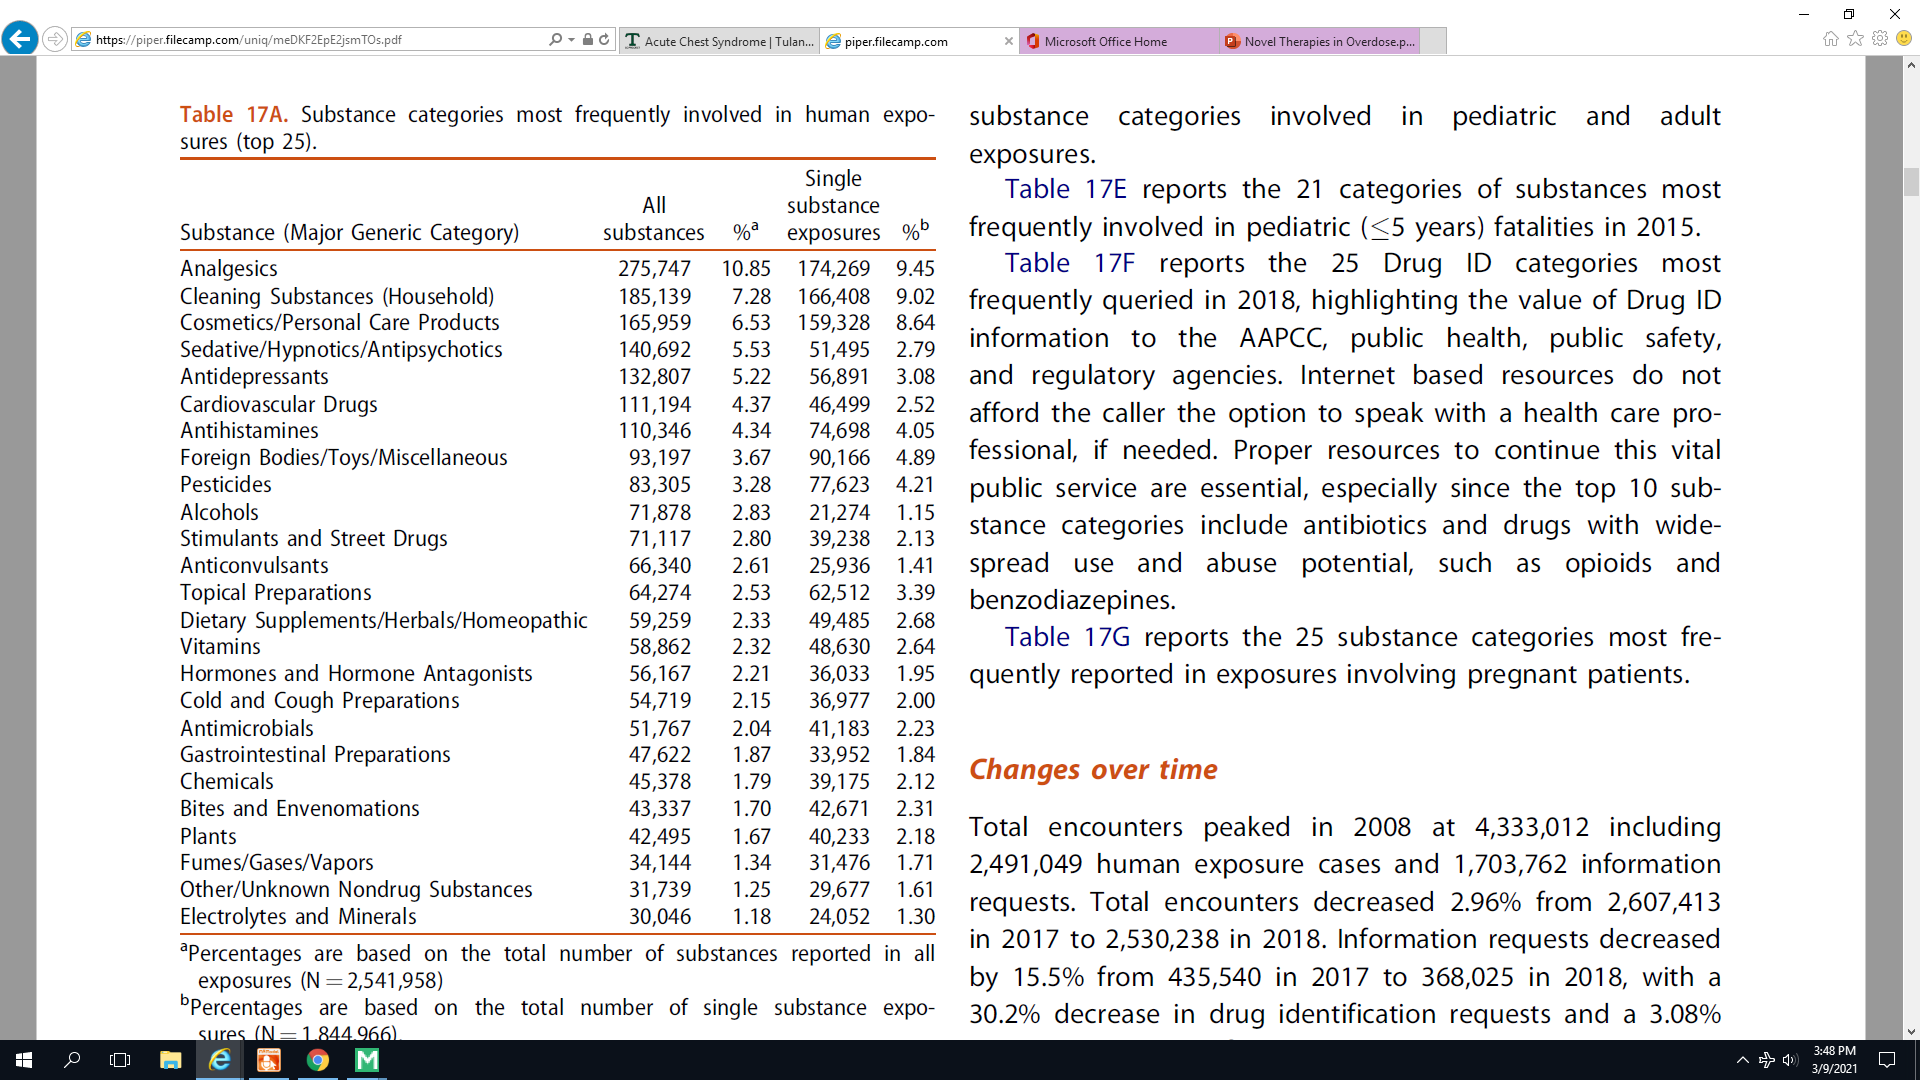 https://piper.filecamp.com/uniq/meDKF2EpE2jsmTOs.pdf
Acute Chest Syndrome | Tulan...
piper.filecamp.com
Microsoft Office Home
Novel Therapies in Overdose.p...
Table 17A. Substance categories most frequently involved in human expo-
sures (top 25).
Substance (Major Generic Category) All substances %a Single substance exposures %b
Analgesics 275,747 10.85 174,269 9.45
Cleaning Substances (Household) 185,139 7.28 166,408 9.02
Cosmetics/Personal Care Products 165,959 6.53 159,328 8.64
Sedative/Hypnotics/Antipsychotics 140,692 5.53 51,495 2.79
Antidepressants 132,807 5.22 56,891 3.08
Cardiovascular Drugs 111,194 4.37 46,499 2.52
Antihistamines 110,346 4.34 74,698 4.05
Foreign Bodies/Toys/Miscellaneous 93,197 3.67 90,166 4.89
Pesticides 83,305 3.28 77,623 4.21
Alcohols 71,878 2.83 21,274 1.15
Stimulants and Street Drugs 71,117 2.80 39,238 2.13
Anticonvulsants 66,340 2.61 25,936 1.41
Topical Preparations 64,274 2.53 62,512 3.39
Dietary Supplements/Herbals/Homeopathic 59,259 2.33 49,485 2.68
Vitamins 58,862 2.32 48,630 2.64
Hormones and Hormone Antagonists 56,167 2.21 36,033 1.95
Cold and Cough Preparations 54,719 2.15 36,977 2.00
Antimicrobials 51,767 2.04 41,183 2.23
Gastrointestinal Preparations 47,622 1.87 33,952 1.84
Chemicals 45,378 1.79 39,175 2.12
Bites and Envenomations 43,337 1.70 42,671 2.31
Plants 42,495 1.67 40,233 2.18
Fumes/Gases/Vapors 34,144 1.34 31,476 1.71
Other/Unknown Nondrug Substances 31,739 1.25 29,677 1.61
Electrolytes and Minerals 30,046 1.18 24,052 1.30
aPercentages are based on the total number of substances reported in all
exposures (N = 2,541,958)
bPercentages are based on the total number of single substance expo-
sures (N = 1,844,966).
substance categories involved in pediatric and adult
exposures.
Table 17E reports the 21 categories of substances most
frequently involved in pediatric (≤5 years) fatalities in 2015.
Table 17F reports the 25 Drug ID categories most
frequently queried in 2018, highlighting the value of Drug ID
information to the AAPCC, public health, public safety,
and regulatory agencies. Internet based resources do not
afford the caller the option to speak with a health care pro-
fessional, if needed. Proper resources to continue this vital
public service are essential, especially since the top 10 sub-
stance categories include antibiotics and drugs with wide-
spread use and abuse potential, such as opioids and
benzodiazepines.
Table 17G reports the 25 substance categories most fre-
quently reported in exposures involving pregnant patients.
Changes over time
Total encounters peaked in 2008 at 4,333,012 including
2,491,049 human exposure cases and 1,703,762 information
requests. Total encounters decreased 2.96% from 2,607,413
in 2017 to 2,530,238 in 2018. Information requests decreased
by 15.5% from 435,540 in 2017 to 368,025 in 2018, with a
30.2% decrease in drug identification requests and a 3.08%
3:48 PM
3/9/2021